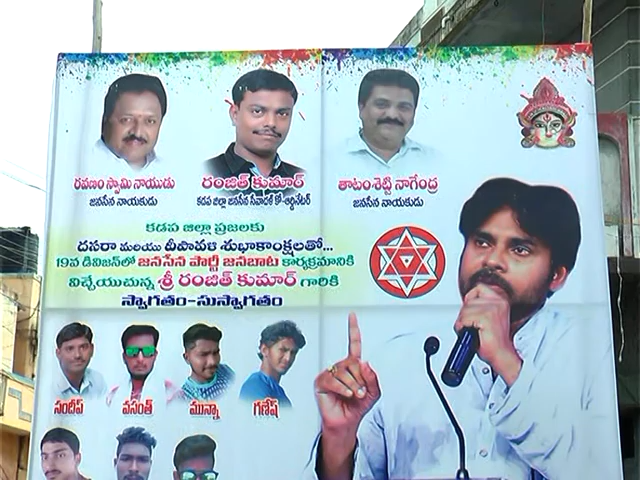 రవణం స్వామి నాయుడు
జనసేన నాయకుడు
రంజిత్ కుమార్
కడప జిల్లా జనసేన సేవాదళ్ కో-ఆర్డినేటర్
తాటంశెట్టి నాగేంద్ర
జనసేన నాయకుడు
కడప జిల్లా ప్రజలకు
దసరా మరియు దీపావళి శుభాకాంక్షలతో...
19వ డివిజన్‌లో జనసేన పార్టీ జనబాట కార్యక్రమానికి
విచ్చేయుచున్న శ్రీ రంజిత్ కుమార్ గారికి
స్వాగతం-సుస్వాగతం
సందీప్
వసంత్
మున్నా
గణేష్